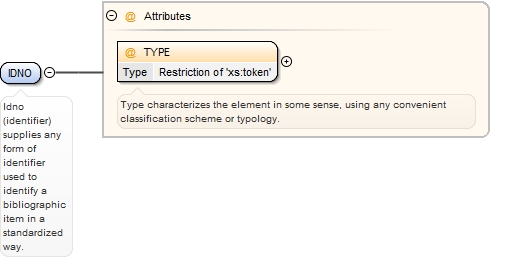 @ Attributes
@ TYPE
Type Restriction of 'xs:token'
IDNO
Type characterizes the element in some sense, using any convenient
classification scheme or typology.
Idno
(identifier)
supplies any
form of
identifier
used to
identify a
bibliographic
item in a
standardized
way.